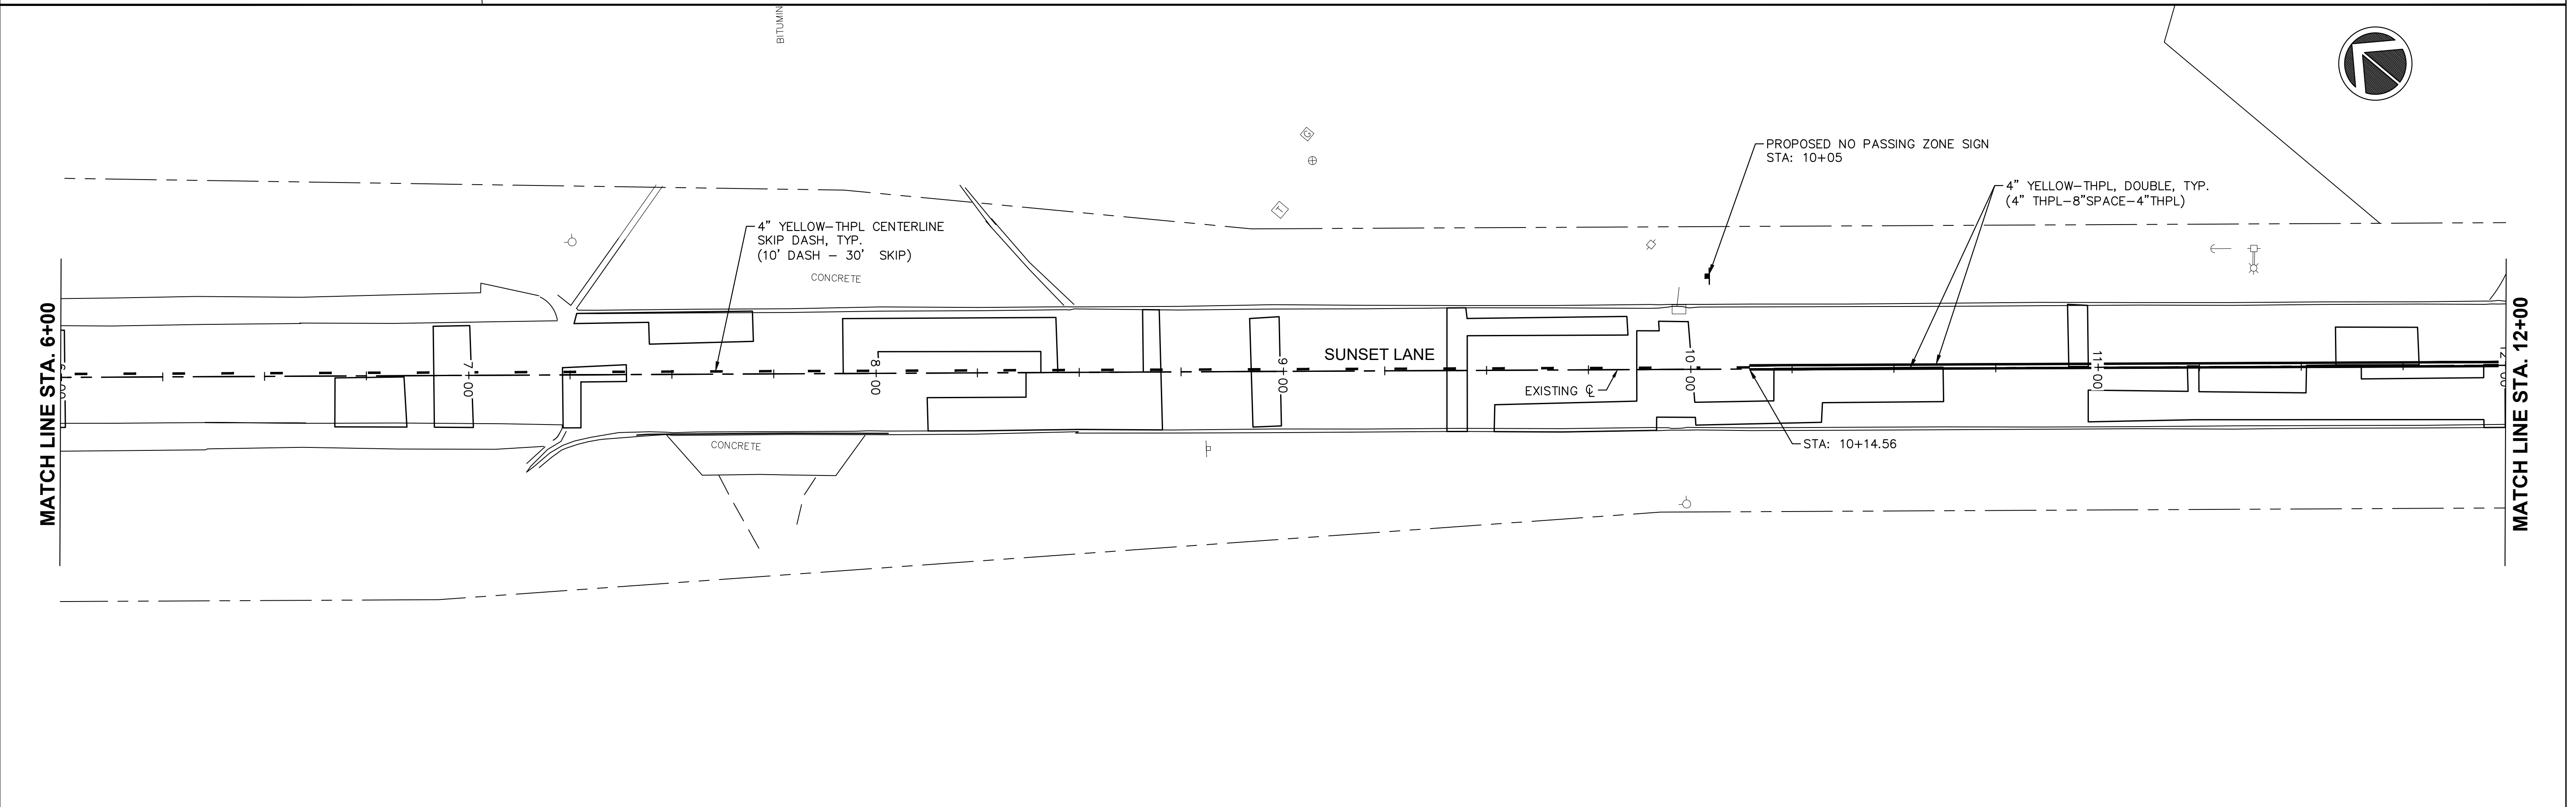 BITUMIN
G
T
PROPOSED NO PASSING ZONE SIGN
STA: 10+05
4" YELLOW-THPL, DOUBLE, TYP.
(4" THPL-8"SPACE-4"THPL)
4" YELLOW-THPL CENTERLINE
SKIP DASH, TYP.
(10' DASH - 30' SKIP)
CONCRETE
MATCH LINE STA. 6+00
7+00
8+00
9+00
SUNSET LANE
EXISTING ℄
10+00
11+00
MATCH LINE STA. 12+00
STA: 10+14.56
CONCRETE